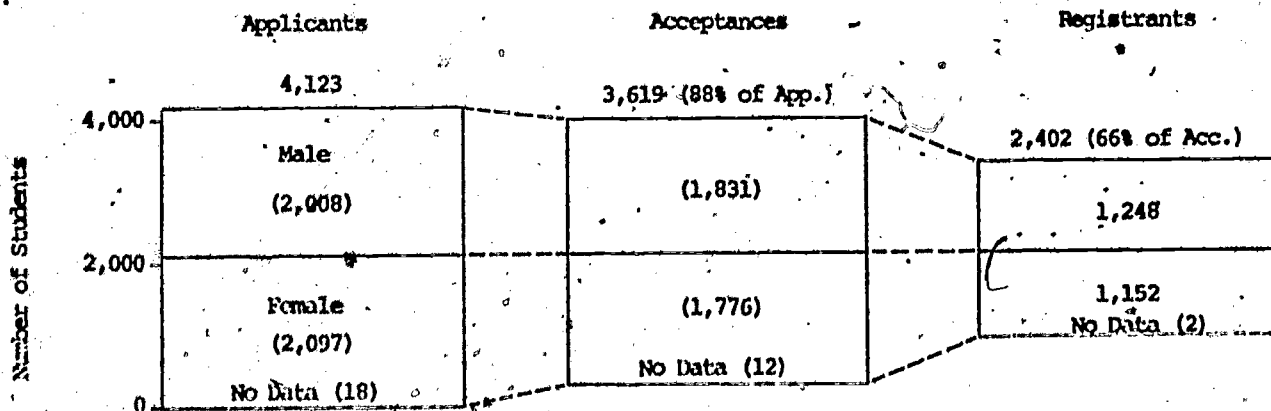 Applicants
Acceptances
Registrants
4,123
3,619 (88% of App.)
2,402 (66% of Acc.)
Number of Students
4,000
2,000
0
Male
(2,008)
Female
(2,097)
No Data (18)
(1,831)
(1,776)
No Data (12)
1,248
1,152
No Data (2)